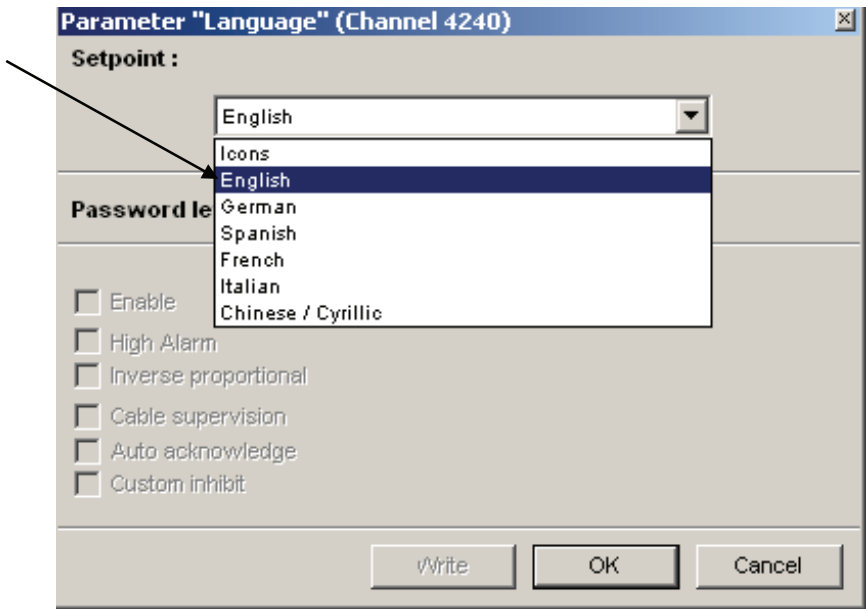 Parameter "Language" (Channel 4240)
Setpoint :
English
Icons
English
Password le
German
Spanish
French
Italian
Chinese / Cyrillic
Enable
High Alarm
Inverse proportional
Cable supervision
Auto acknowledge
Custom inhibit
Write
OK
Cancel